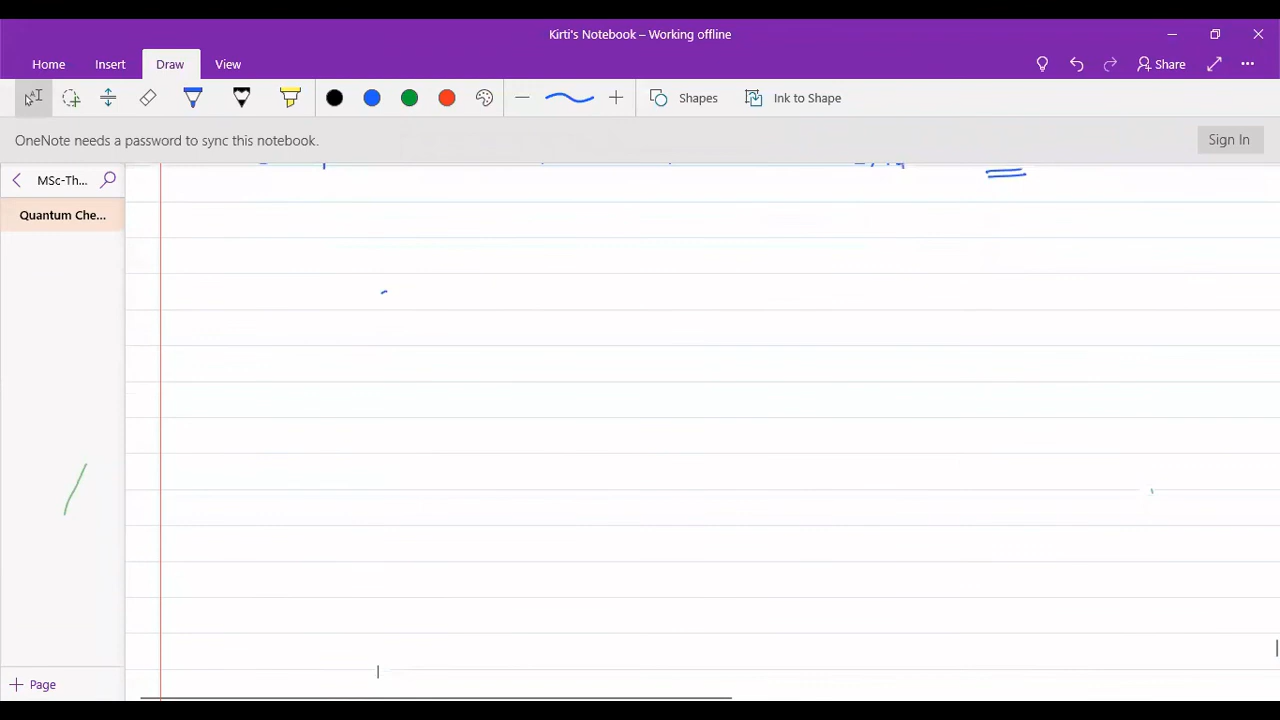 Kirti's Notebook – Working offline
Home Insert Draw View Share
Shapes Ink to Shape
OneNote needs a password to sync this notebook. Sign In
MSc-Th...
Quantum Che...
Page